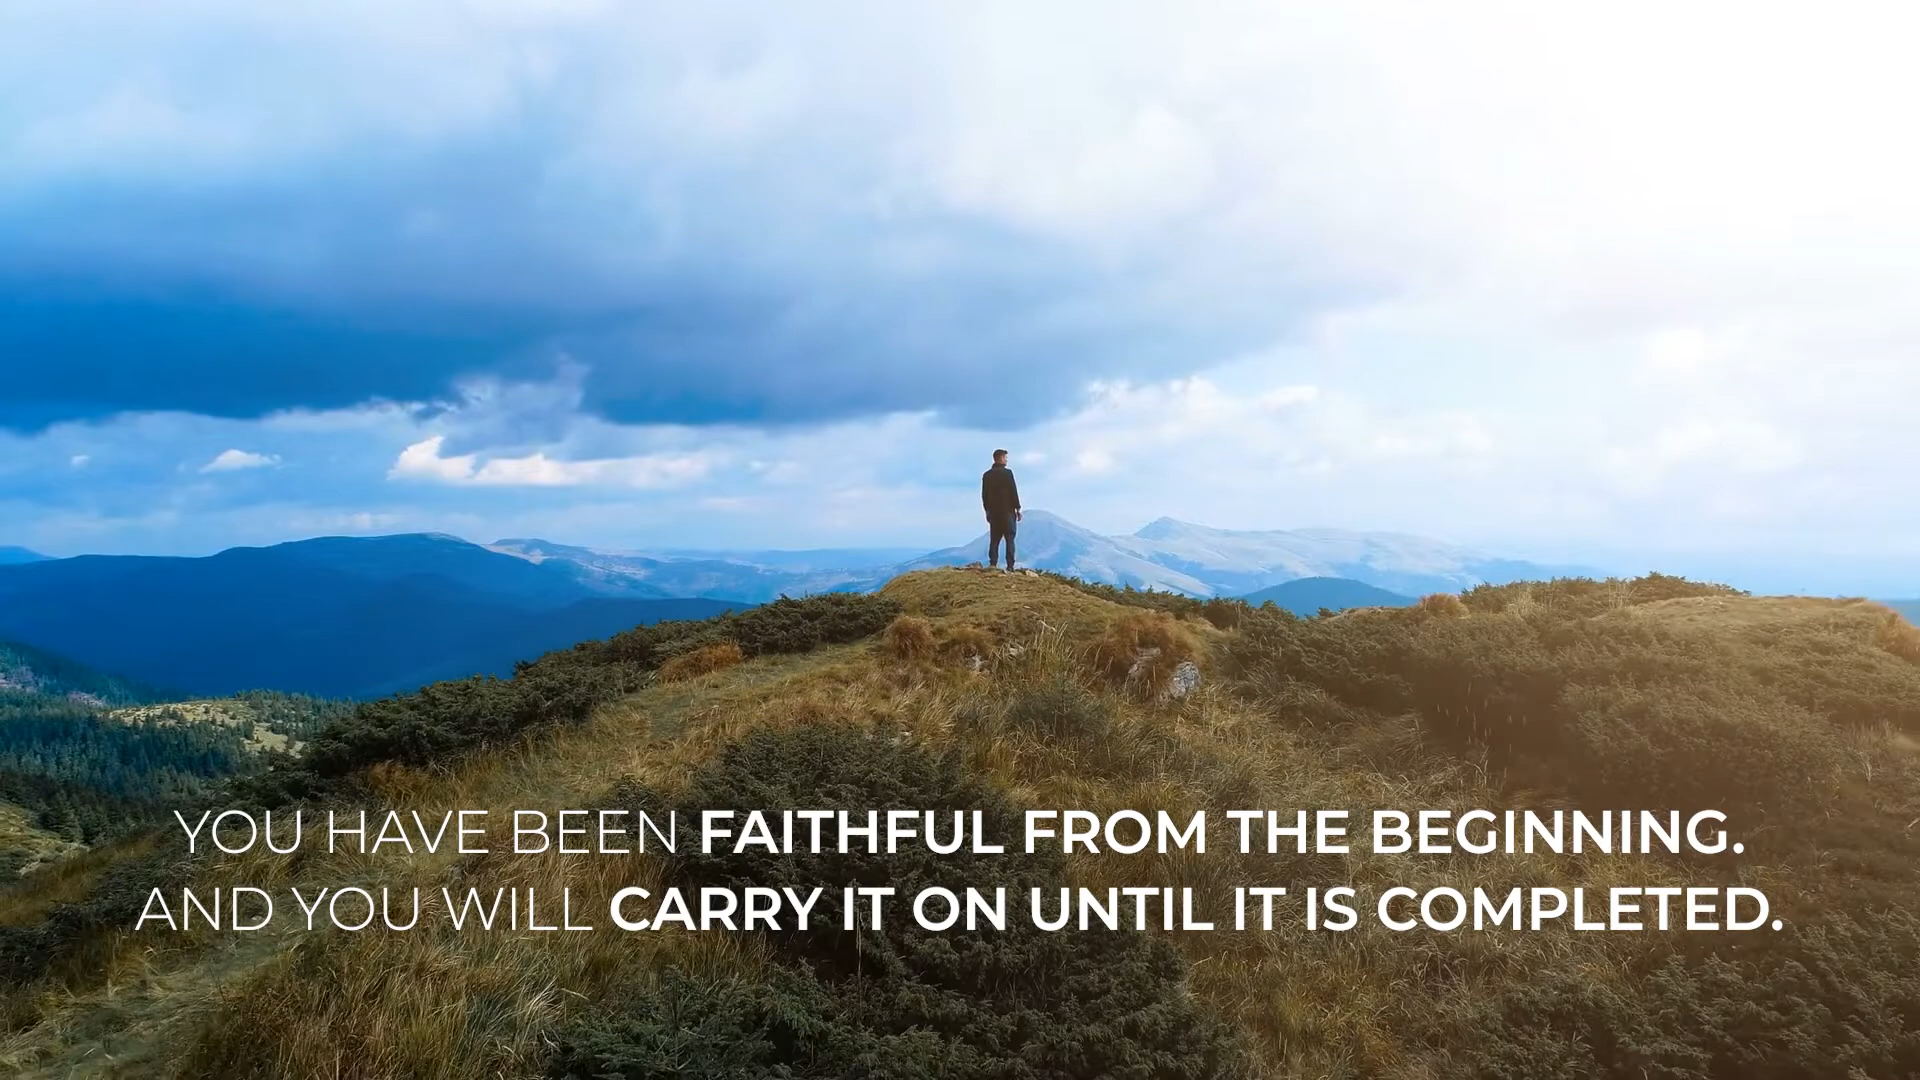 YOU HAVE BEEN FAITHFUL FROM THE BEGINNING.
AND YOU WILL CARRY IT ON UNTIL IT IS COMPLETED.